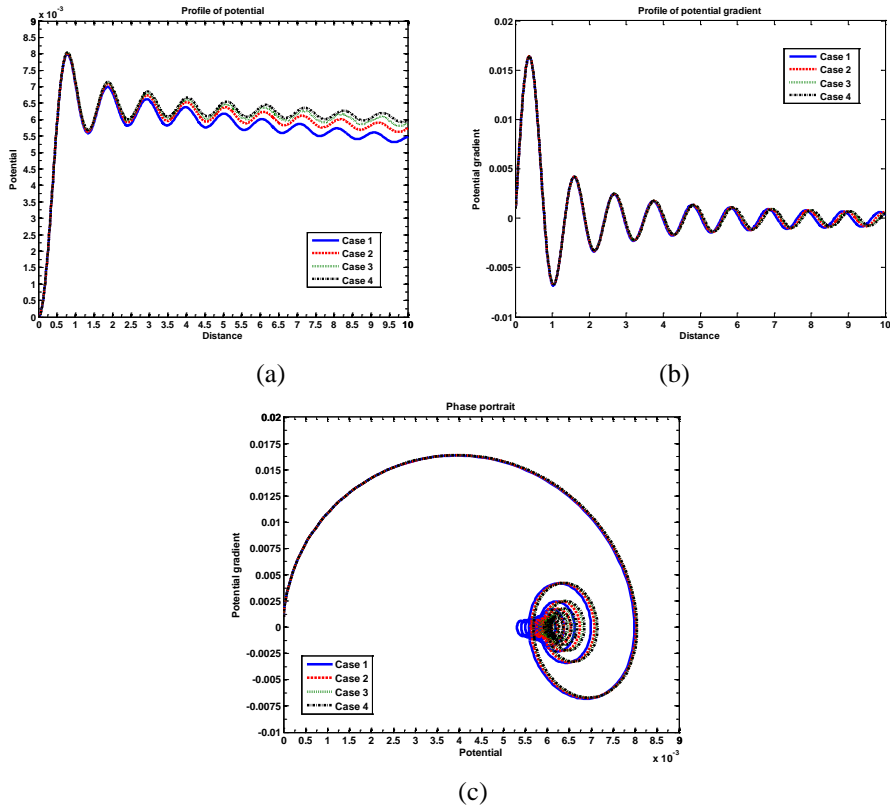 x 10⁻³
Profile of potential
9
8.5
8
7.5
7
6.5
6
5.5
5
4.5
4
3.5
3
2.5
2
1.5
1
0.5
0
Potential
Case 1
Case 2
Case 3
Case 4
0 0.5 1 1.5 2 2.5 3 3.5 4 4.5 5 5.5 6 6.5 7 7.5 8 8.5 9 9.5 10
Distance
(a)
Profile of potential gradient
0.02
0.015
0.01
0.005
0
-0.005
-0.01
Potential gradient
Case 1
Case 2
Case 3
Case 4
0 1 2 3 4 5 6 7 8 9 10
Distance
(b)
Phase portrait
0.02
0.0175
0.015
0.0125
0.01
0.0075
0.005
0.0025
0
-0.0025
-0.005
-0.0075
-0.01
Potential gradient
Case 1
Case 2
Case 3
Case 4
0 0.5 1 1.5 2 2.5 3 3.5 4 4.5 5 5.5 6 6.5 7 7.5 8 8.5 9
Potential
x 10⁻³
(c)